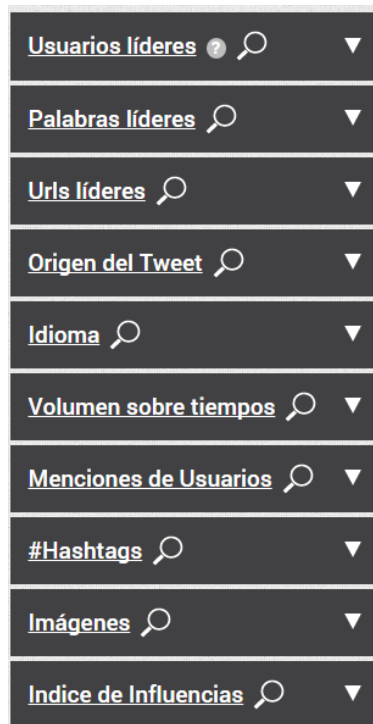 Usuarios líderes ?
Palabras líderes
Urls líderes
Origen del Tweet
Idioma
Volumen sobre tiempos
Menciones de Usuarios
#Hashtags
Imágenes
Indice de Influencias